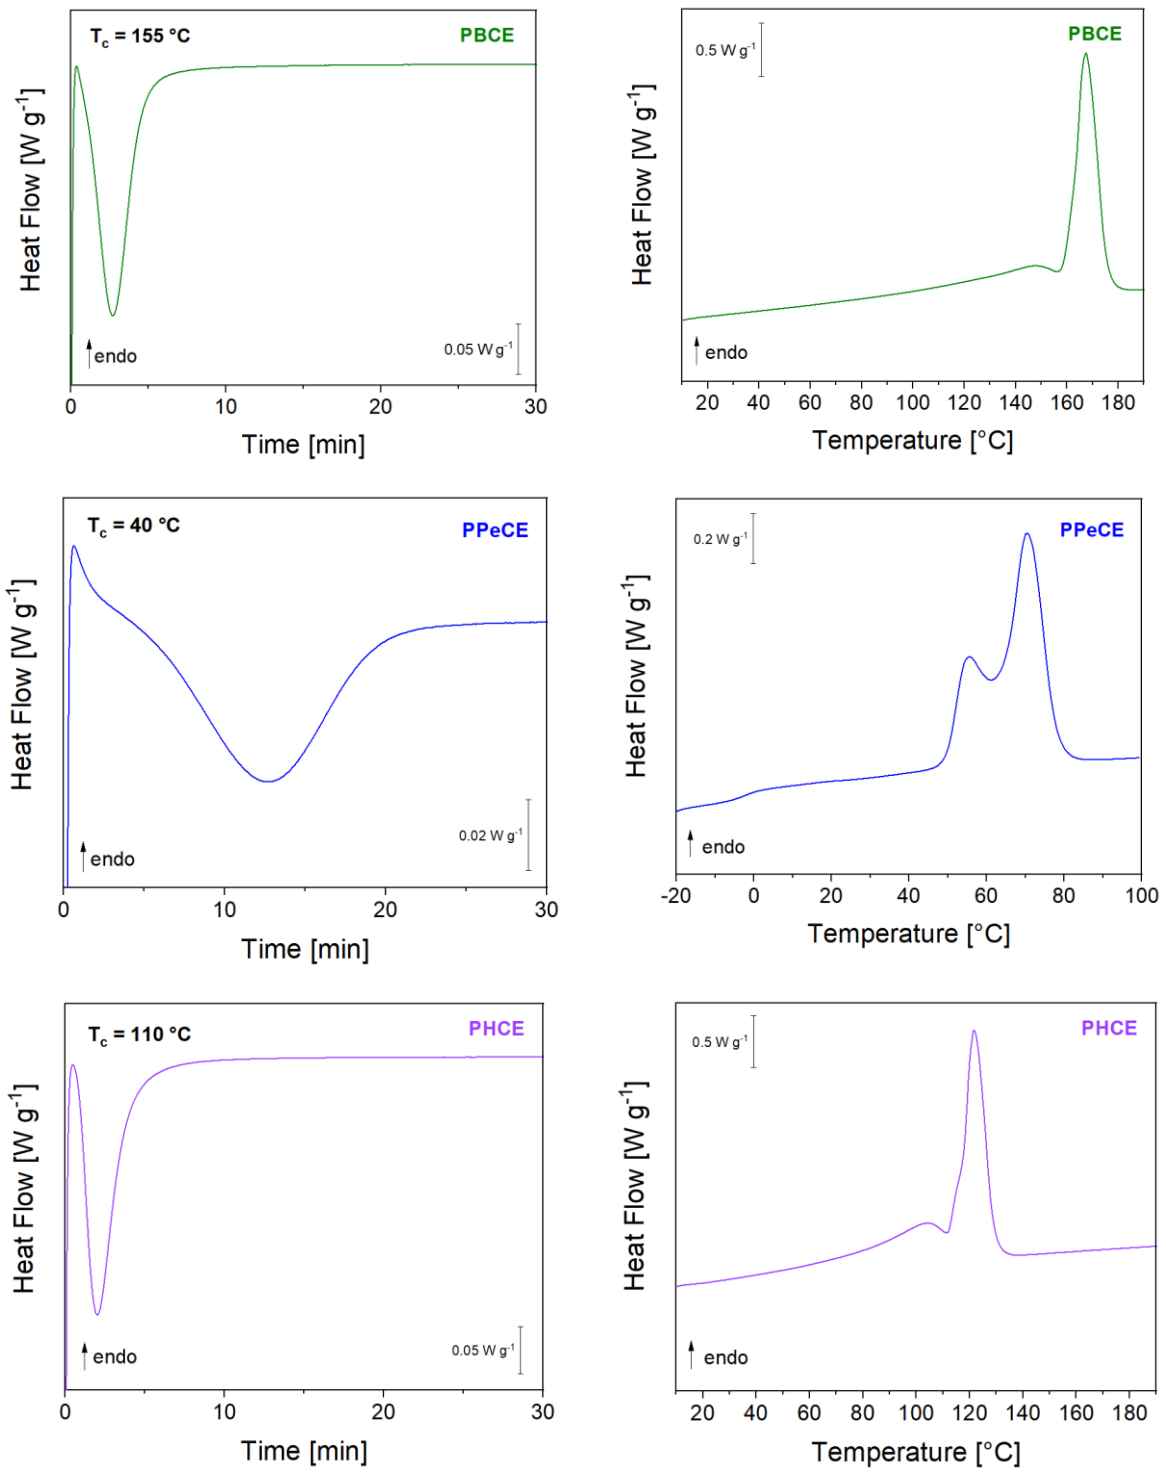 T_c = 155 °C
PBCE
Heat Flow [W g⁻¹]
endo
0.05 W g⁻¹
0 10 20 30
Time [min]
0.5 W g⁻¹
PBCE
Heat Flow [W g⁻¹]
endo
20 40 60 80 100 120 140 160 180
Temperature [°C]
T_c = 40 °C
PPeCE
Heat Flow [W g⁻¹]
endo
0.02 W g⁻¹
0 10 20 30
Time [min]
0.2 W g⁻¹
PPeCE
Heat Flow [W g⁻¹]
endo
-20 0 20 40 60 80 100
Temperature [°C]
T_c = 110 °C
PHCE
Heat Flow [W g⁻¹]
endo
0.05 W g⁻¹
0 10 20 30
Time [min]
0.5 W g⁻¹
PHCE
Heat Flow [W g⁻¹]
endo
20 40 60 80 100 120 140 160 180
Temperature [°C]